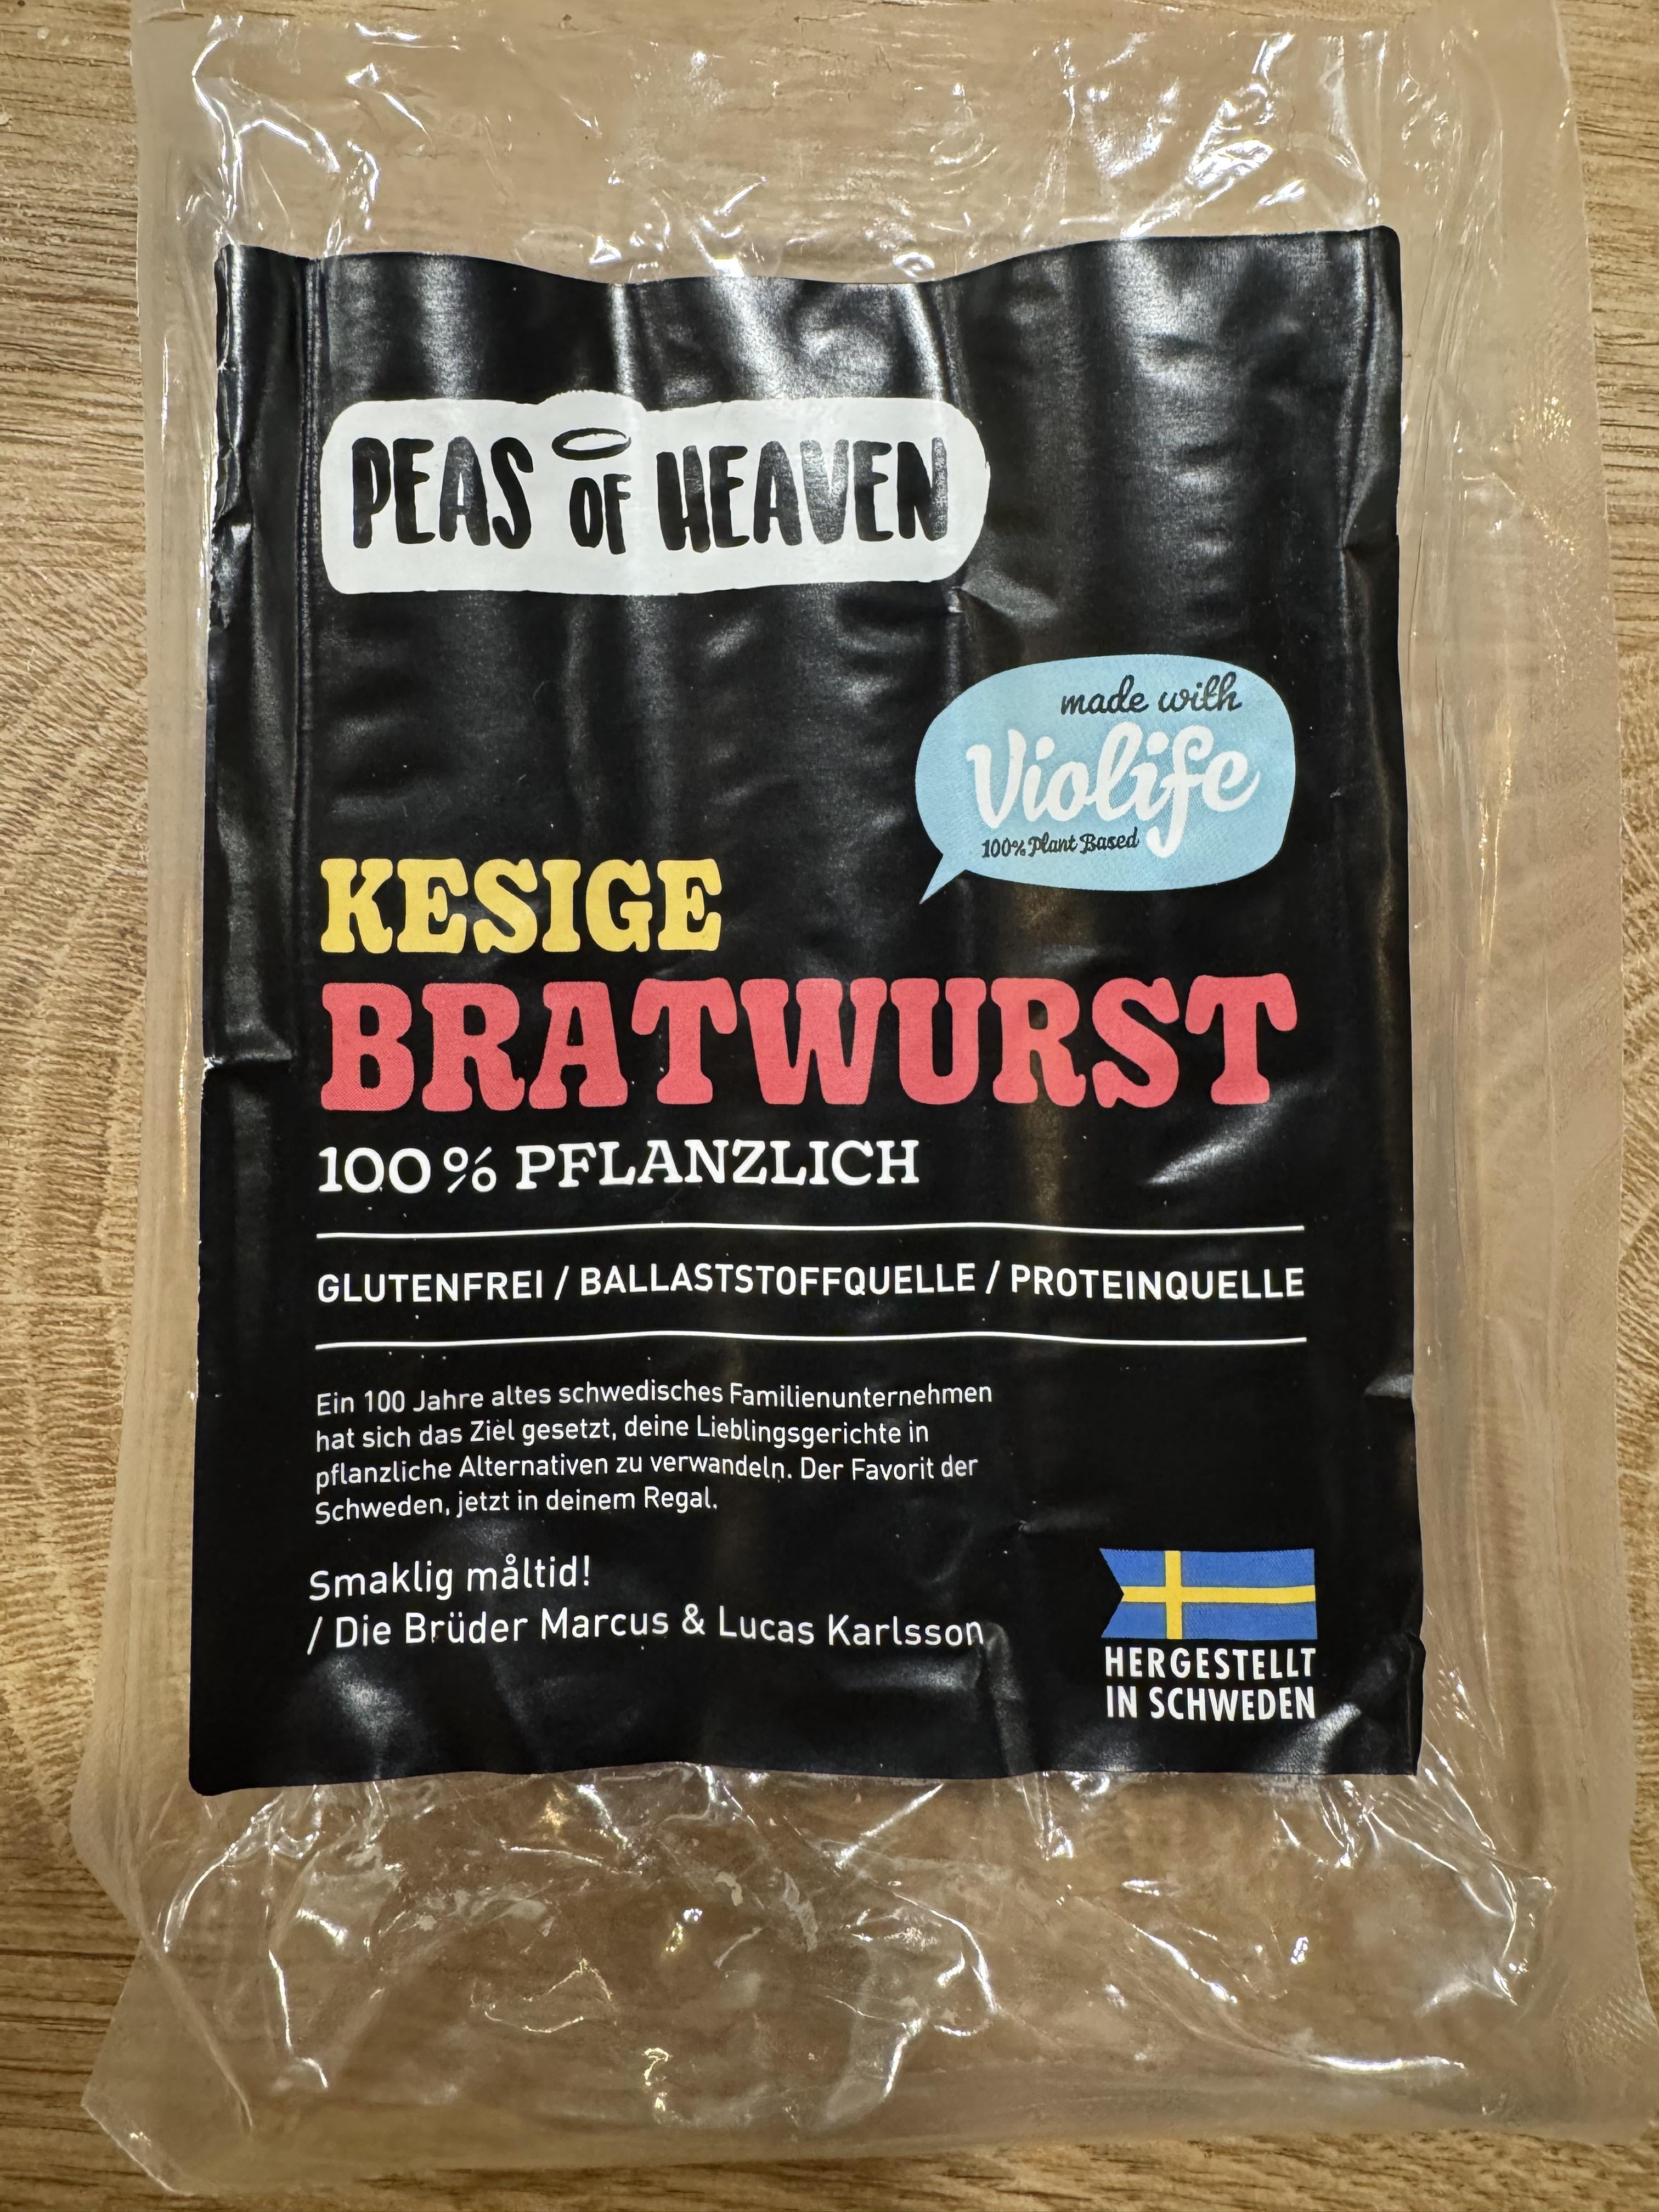 PEAS OF HEAVEN
made with
Violife
100% Plant Based
KESIGE
BRATWURST
100% PFLANZLICH
GLUTENFREI / BALLASTSTOFFQUELLE / PROTEINQUELLE
Ein 100 Jahre altes schwedisches Familienunternehmen
hat sich das Ziel gesetzt, deine Lieblingsgerichte in
pflanzliche Alternativen zu verwandeln. Der Favorit der
Schweden, jetzt in deinem Regal.
Smaklig måltid!
/ Die Brüder Marcus & Lucas Karlsson
HERGESTELLT
IN SCHWEDEN